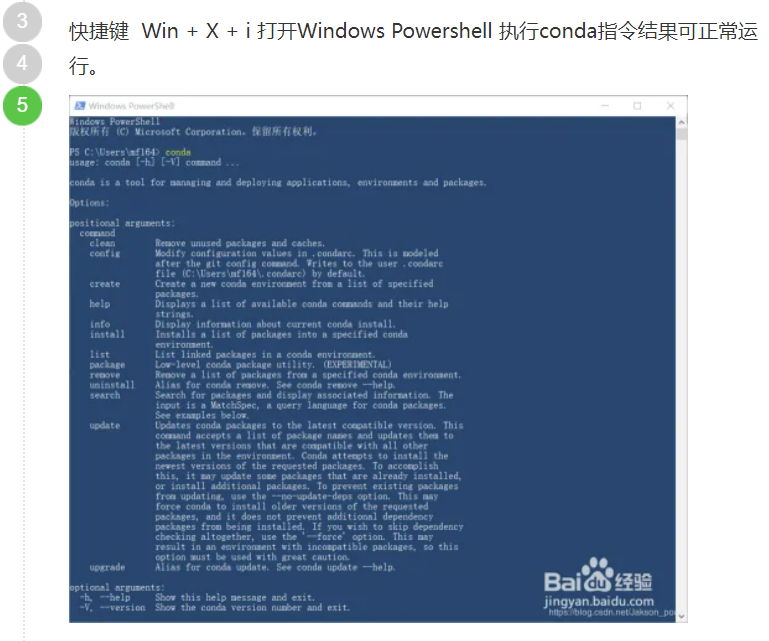 3
快捷键 Win + X + i 打开Windows Powershell 执行conda指令结果可正常运
4
行。
5
Windows PowerShell
Windows PowerShell
版权所有 (C) Microsoft Corporation。保留所有权利。
PS C:\Users\mf164> conda
usage: conda [-h] [-V] command ...
conda is a tool for managing and deploying applications, environments and packages.
Options:
positional arguments:
command
clean Remove unused packages and caches.
config Modify configuration values in .condarc. This is modeled
after the git config command. Writes to the user .condarc
file (C:\Users\mf164\.condarc) by default.
create Create a new conda environment from a list of specified
packages.
help Displays a list of available conda commands and their help
strings.
info Display information about current conda install.
install Installs a list of packages into a specified conda
environment.
list List linked packages in a conda environment.
package Low-level conda package utility. (EXPERIMENTAL)
remove Remove a list of packages from a specified conda environment.
uninstall Alias for conda remove. See conda remove --help.
search Search for packages and display associated information. The
input is a MatchSpec, a query language for conda packages.
See examples below.
update Updates conda packages to the latest compatible version. This
command accepts a list of package names and updates them to
the latest versions that are compatible with all other
packages in the environment. Conda attempts to install the
newest versions of the requested packages. To accomplish
this, it may update some packages that are already installed,
or install additional packages. To prevent existing packages
from updating, use the --no-update-deps option. This may
force conda to install older versions of the requested
packages, and it does not prevent additional dependency
packages from being installed. If you wish to skip dependency
checking altogether, use the '--force' option. This may
result in an environment with incompatible packages, so this
option must be used with great caution.
upgrade Alias for conda update. See conda update --help.
optional arguments:
-h, --help Show this help message and exit.
-V, --version Show the conda version number and exit.
Baidu 经验
jingyan.baidu.com
https://blog.csdn.net/Jakson_po